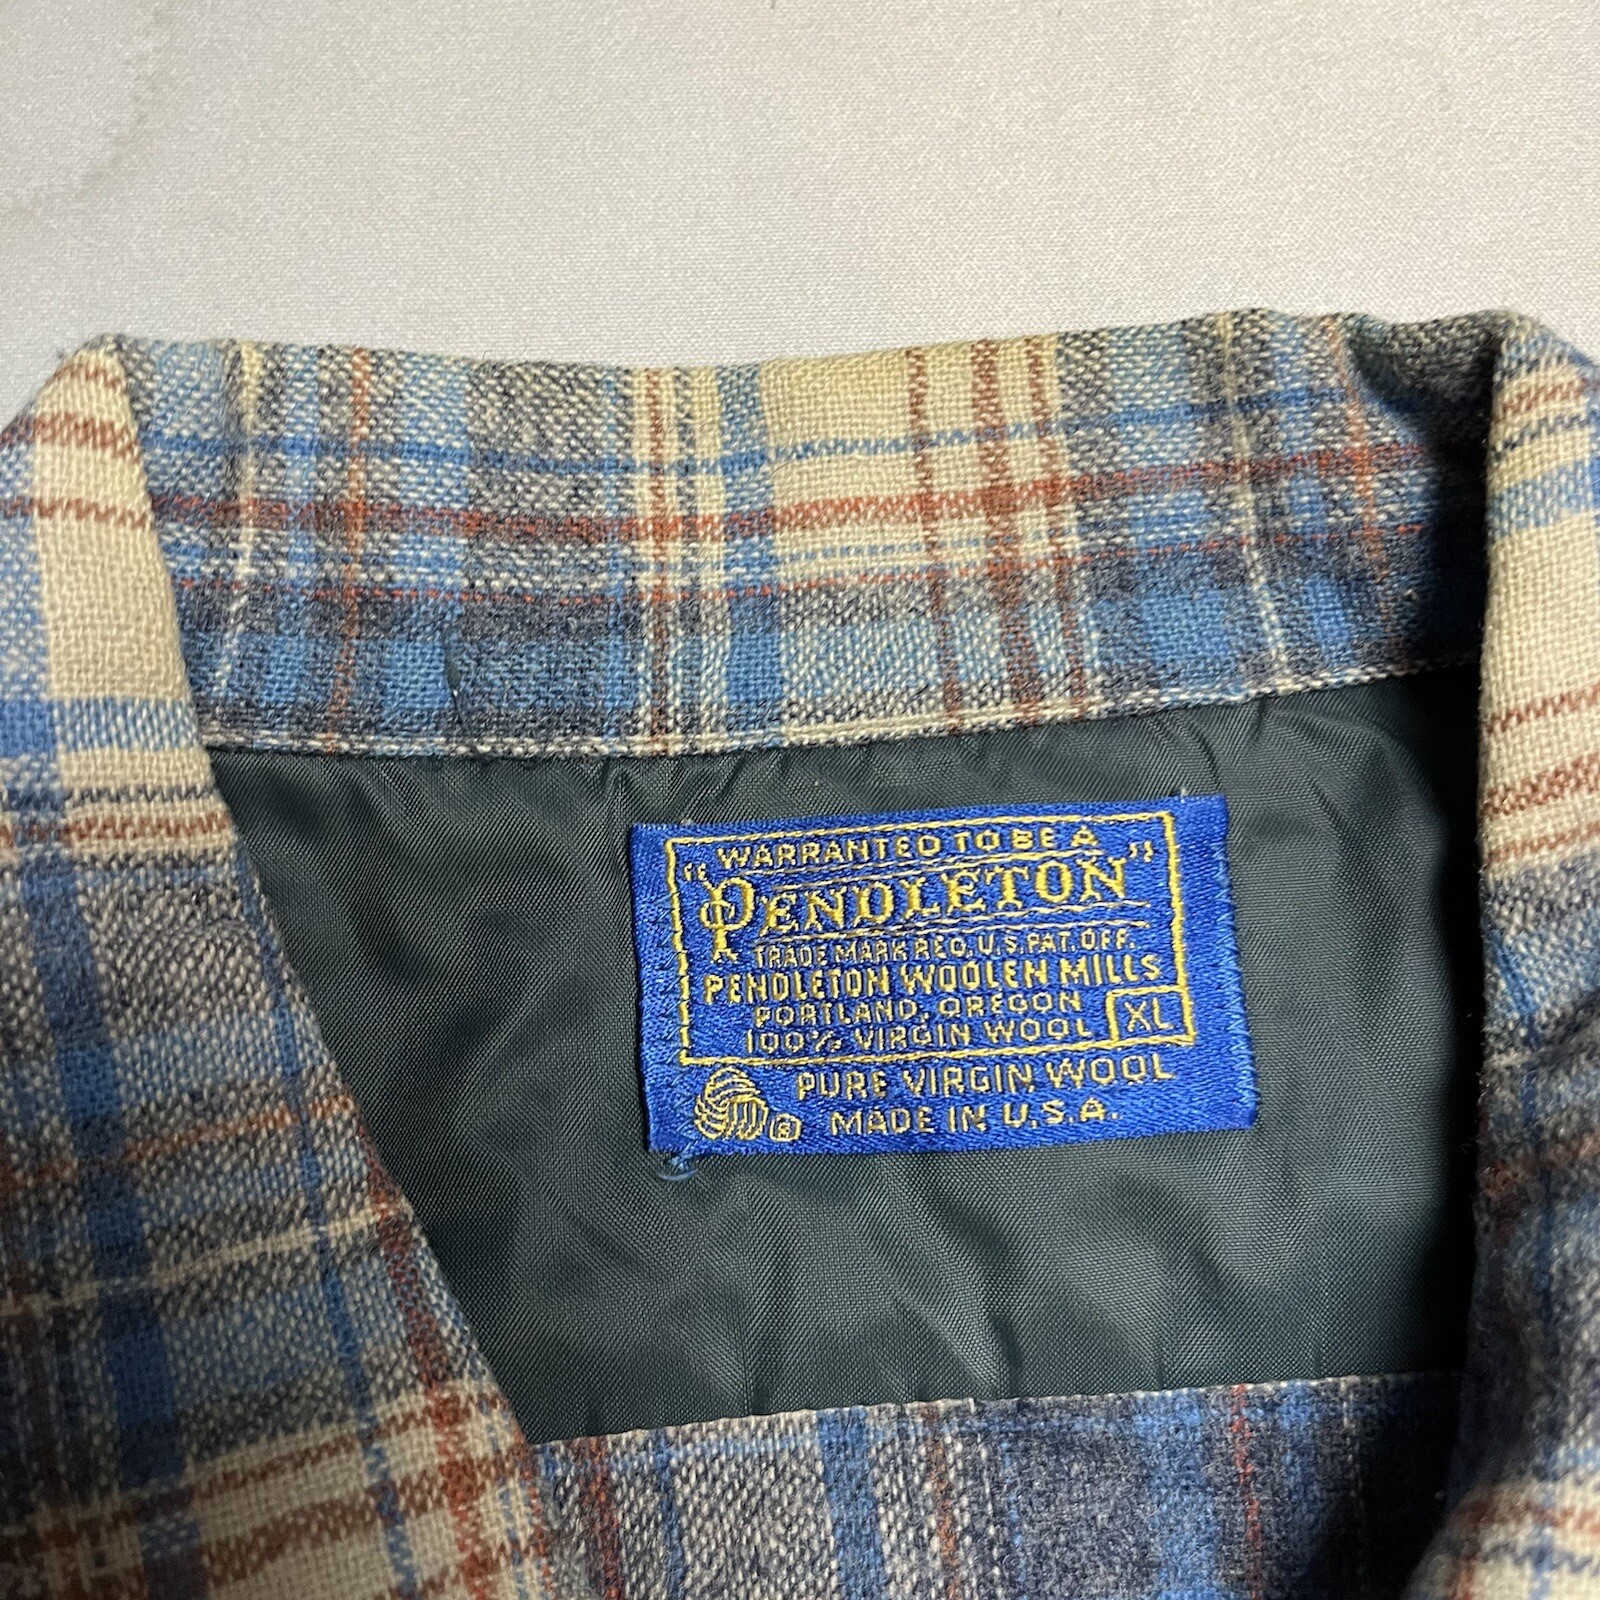 WARRANTED TO BE A
"PENDLETON"
TRADE MARK REG. U.S. PAT. OFF.
PENDLETON WOOLEN MILLS
PORTLAND, OREGON
100% VIRGIN WOOL XL
PURE VIRGIN WOOL
® MADE IN U.S.A.